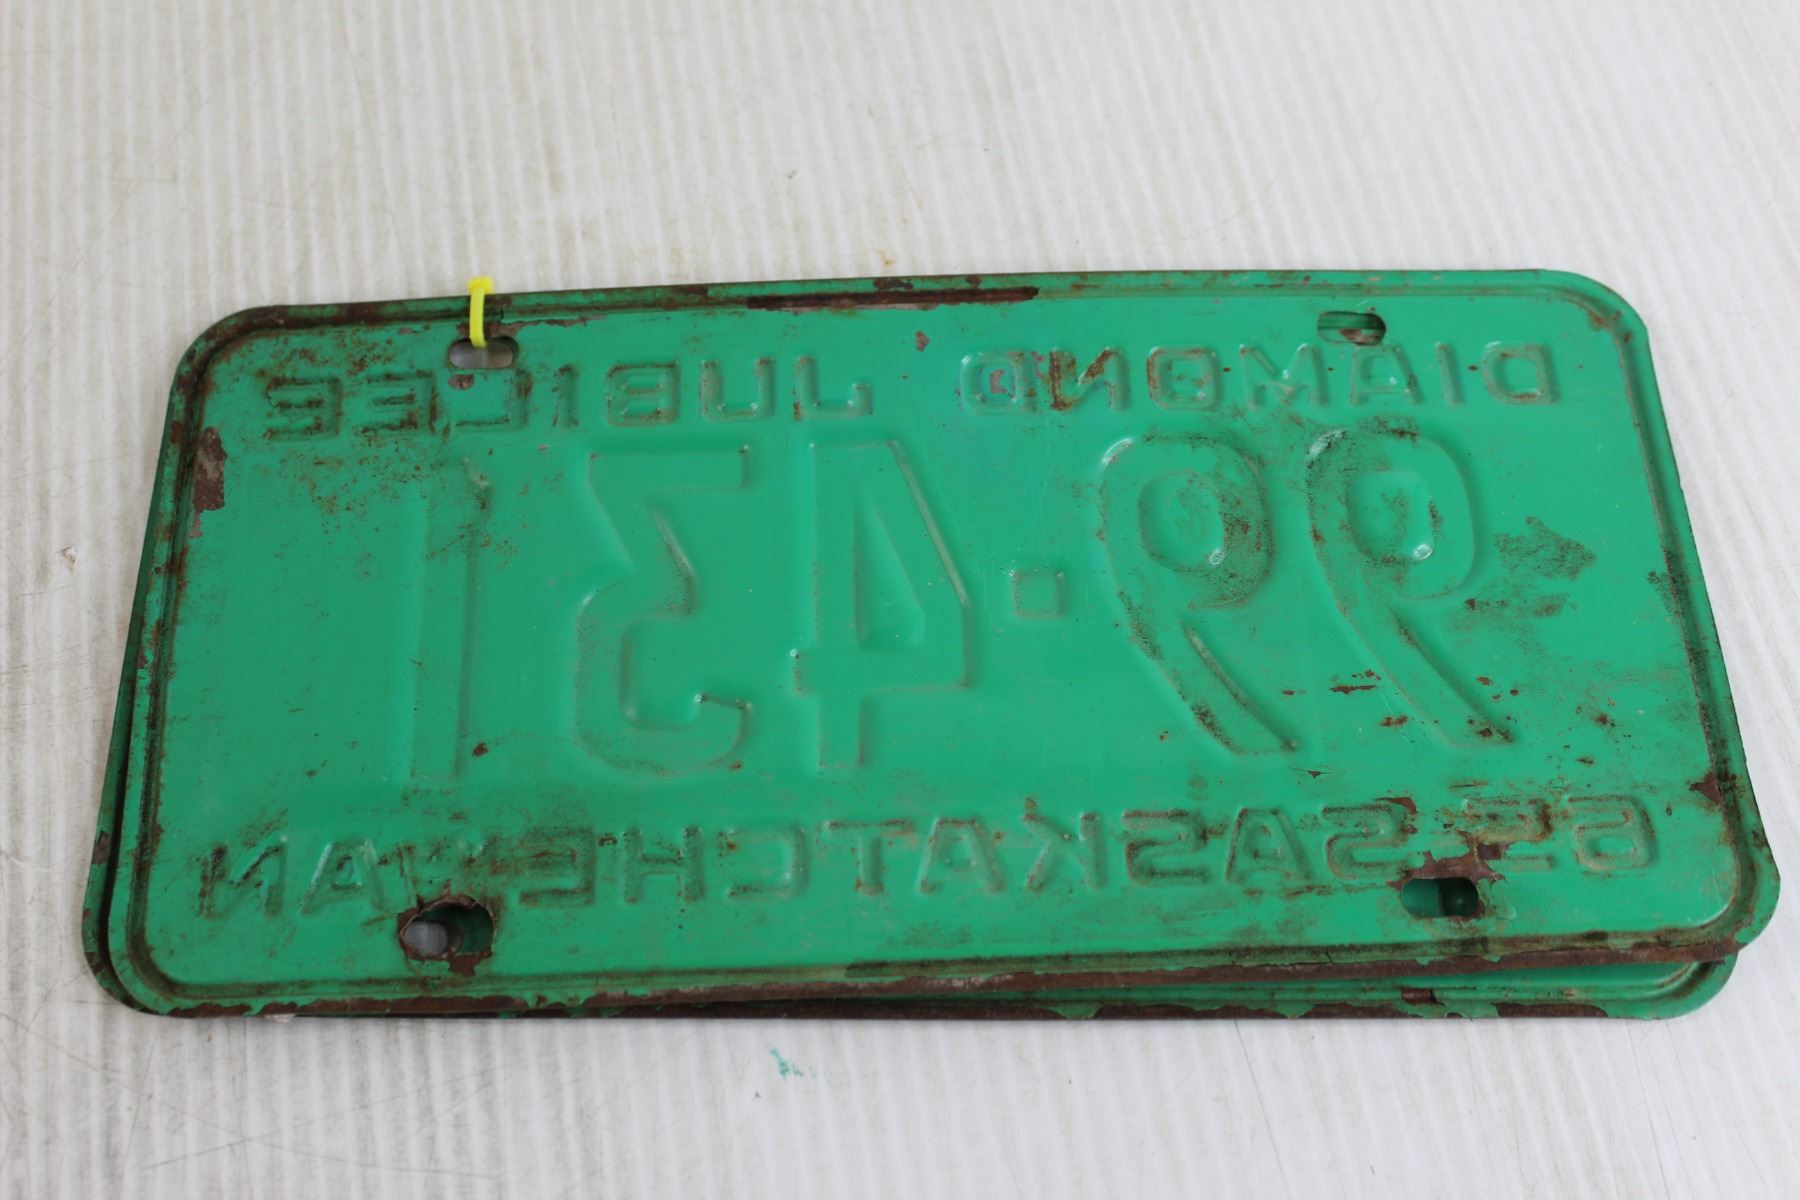 DIAMOND JUBILEE
99·431
65-SASKATCHEWAN